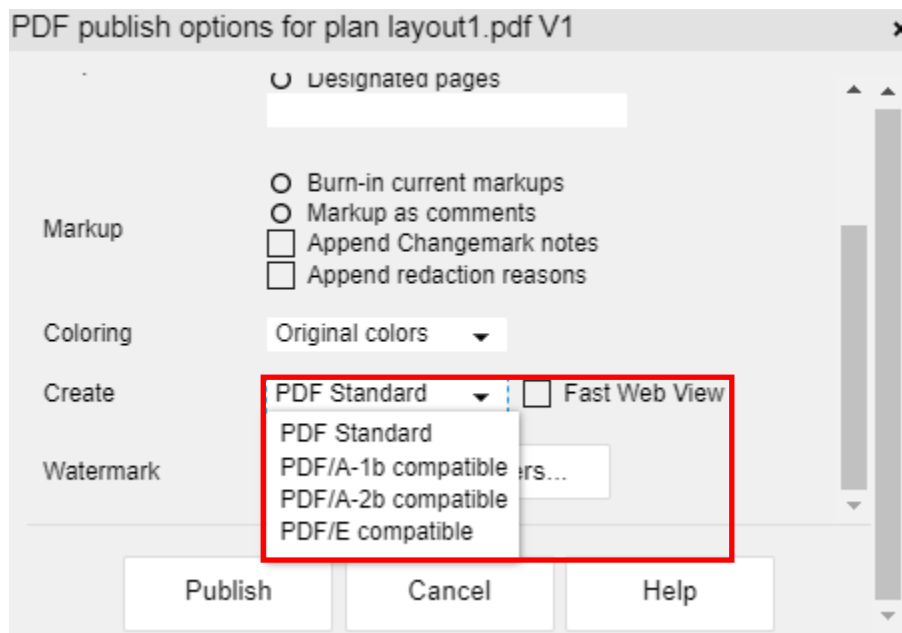 PDF publish options for plan layout1.pdf V1
Designated pages
Burn-in current markups
Markup as comments
Markup
Append Changemark notes
Append redaction reasons
Coloring Original colors
Create PDF Standard Fast Web View
PDF Standard
Watermark PDF/A-1b compatible
PDF/A-2b compatible
PDF/E compatible
Publish Cancel Help